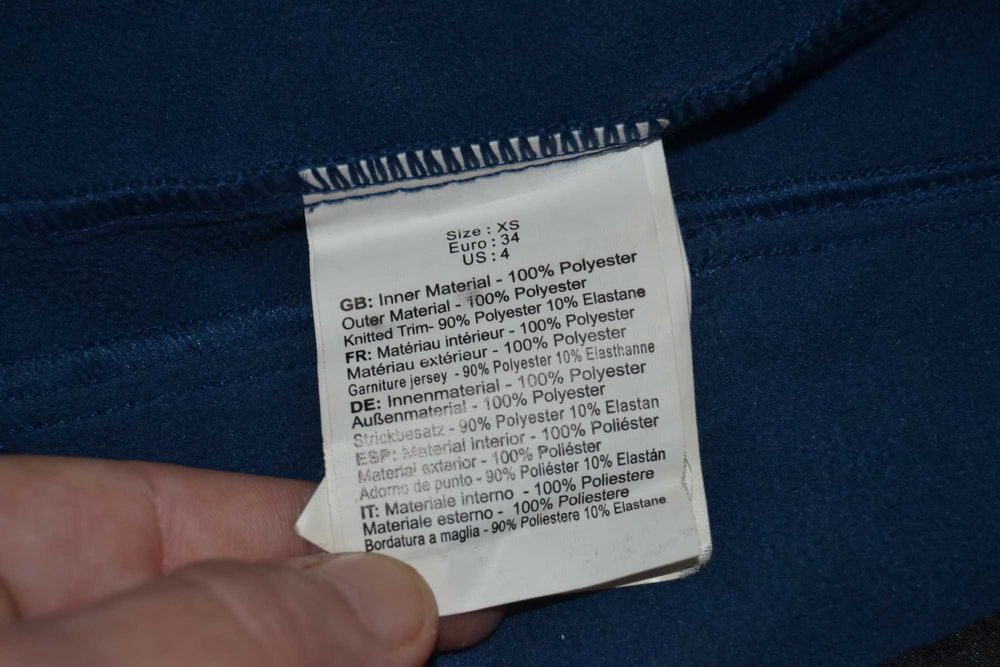 Size : XS
Euro : 34
US : 4
GB: Inner Material - 100% Polyester
Outer Material - 100% Polyester
Knitted Trim- 90% Polyester 10% Elastane
FR: Matériau intérieur - 100% Polyester
Matériau extérieur - 100% Polyester
Garniture jersey - 90% Polyester 10% Elasthanne
DE: Innenmaterial - 100% Polyester
Außenmaterial - 100% Polyester
Strickbesatz - 90% Polyester 10% Elastan
ESP: Material interior - 100% Poliéster
Material exterior - 100% Poliéster
Adorno de punto - 90% Poliéster 10% Elastán
IT: Materiale interno - 100% Poliestere
Materiale esterno - 100% Poliestere
Bordatura a maglia - 90% Poliestere 10% Elastane